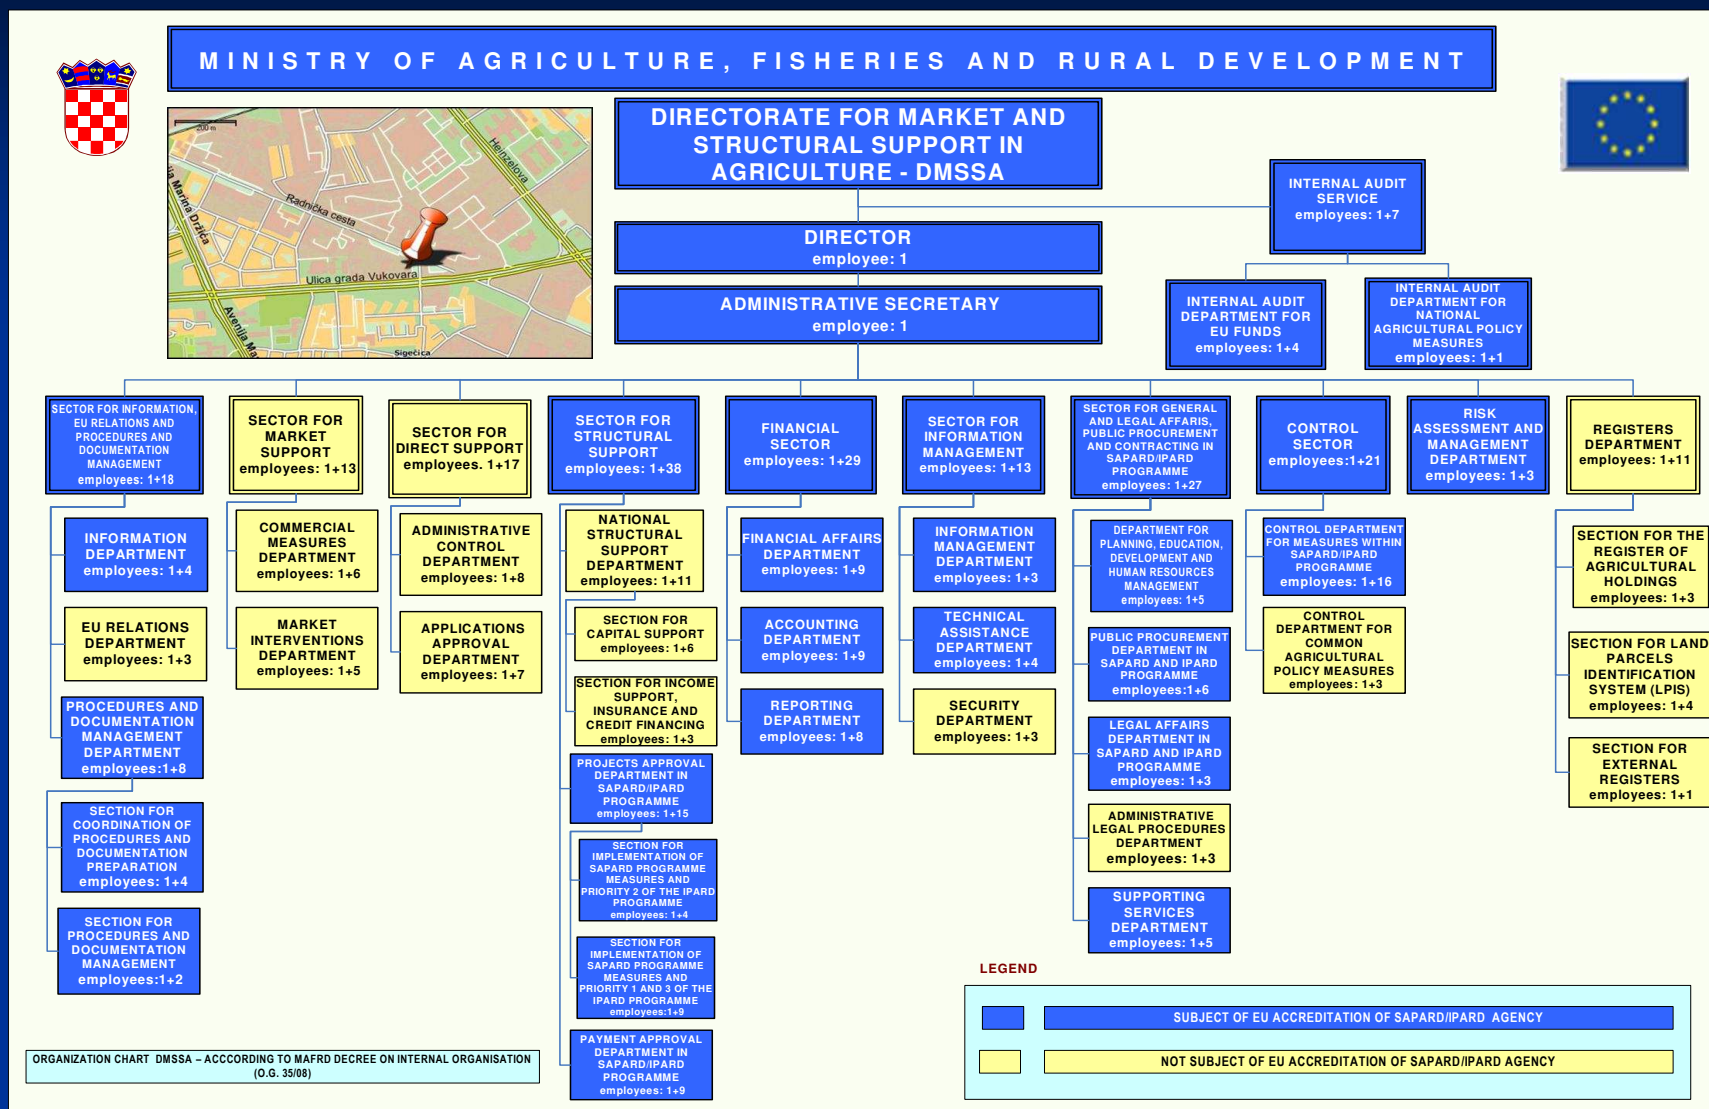 MINISTRY OF AGRICULTURE, FISHERIES AND RURAL DEVELOPMENT
DIRECTORATE FOR MARKET AND
STRUCTURAL SUPPORT IN
AGRICULTURE - DMSSA
200 m
Heinzelova
Radnička cesta
Marina Držića
Ulica grada Vukovara
Avenija Ma
Sigečica
INTERNAL AUDIT
SERVICE
employees: 1+7
DIRECTOR
employee: 1
ADMINISTRATIVE SECRETARY
employee: 1
INTERNAL AUDIT
DEPARTMENT FOR
EU FUNDS
employees: 1+4
INTERNAL AUDIT
DEPARTMENT FOR
NATIONAL
AGRICULTURAL POLICY
MEASURES
employees: 1+1
SECTOR FOR INFORMATION,
EU RELATIONS AND
PROCEDURES AND
DOCUMENTATION
MANAGEMENT
employees: 1+18
INFORMATION
DEPARTMENT
employees: 1+4
EU RELATIONS
DEPARTMENT
employees: 1+3
PROCEDURES AND
DOCUMENTATION
MANAGEMENT
DEPARTMENT
employees:1+8
SECTION FOR
COORDINATION OF
PROCEDURES AND
DOCUMENTATION
PREPARATION
employees: 1+4
SECTION FOR
PROCEDURES AND
DOCUMENTATION
MANAGEMENT
employees:1+2
SECTOR FOR
MARKET
SUPPORT
employees: 1+13
COMMERCIAL
MEASURES
DEPARTMENT
employees: 1+6
MARKET
INTERVENTIONS
DEPARTMENT
employees: 1+5
SECTOR FOR
DIRECT SUPPORT
employees. 1+17
ADMINISTRATIVE
CONTROL
DEPARTMENT
employees: 1+8
APPLICATIONS
APPROVAL
DEPARTMENT
employees: 1+7
SECTOR FOR
STRUCTURAL
SUPPORT
employees: 1+38
NATIONAL
STRUCTURAL
SUPPORT
DEPARTMENT
employees: 1+11
SECTION FOR
CAPITAL SUPPORT
employees: 1+6
SECTION FOR INCOME
SUPPORT,
INSURANCE AND
CREDIT FINANCING
employees: 1+3
PROJECTS APPROVAL
DEPARTMENT IN
SAPARD/IPARD
PROGRAMME
employees: 1+15
SECTION FOR
IMPLEMENTATION OF
SAPARD PROGRAMME
MEASURES AND
PRIORITY 2 OF THE IPARD
PROGRAMME
employees: 1+4
SECTION FOR
IMPLEMENTATION OF
SAPARD PROGRAMME
MEASURES AND
PRIORITY 1 AND 3 OF THE
IPARD PROGRAMME
employees:1+9
PAYMENT APPROVAL
DEPARTMENT IN
SAPARD/IPARD
PROGRAMME
employees: 1+9
FINANCIAL
SECTOR
employees: 1+29
FINANCIAL AFFAIRS
DEPARTMENT
employees: 1+9
ACCOUNTING
DEPARTMENT
employees: 1+9
REPORTING
DEPARTMENT
employees: 1+8
SECTOR FOR
INFORMATION
MANAGEMENT
employees: 1+13
INFORMATION
MANAGEMENT
DEPARTMENT
employees: 1+3
TECHNICAL
ASSISTANCE
DEPARTMENT
employees: 1+4
SECURITY
DEPARTMENT
employees: 1+3
SECTOR FOR GENERAL
AND LEGAL AFFARIS,
PUBLIC PROCUREMENT
AND CONTRACTING IN
SAPARD/IPARD
PROGRAMME
employees: 1+27
DEPARTMENT FOR
PLANNING, EDUCATION,
DEVELOPMENT AND
HUMAN RESOURCES
MANAGEMENT
employees: 1+5
PUBLIC PROCUREMENT
DEPARTMENT IN
SAPARD AND IPARD
PROGRAMME
employees:1+6
LEGAL AFFAIRS
DEPARTMENT IN
SAPARD AND IPARD
PROGRAMME
employees: 1+3
ADMINISTRATIVE
LEGAL PROCEDURES
DEPARTMENT
employees: 1+3
SUPPORTING
SERVICES
DEPARTMENT
employees: 1+5
CONTROL
SECTOR
employees:1+21
CONTROL DEPARTMENT
FOR MEASURES WITHIN
SAPARD/IPARD
PROGRAMME
employees: 1+16
CONTROL
DEPARTMENT FOR
COMMON
AGRICULTURAL
POLICY MEASURES
employees: 1+3
RISK
ASSESSMENT AND
MANAGEMENT
DEPARTMENT
employees: 1+3
REGISTERS
DEPARTMENT
employees: 1+11
SECTION FOR THE
REGISTER OF
AGRICULTURAL
HOLDINGS
employees: 1+3
SECTION FOR LAND
PARCELS
IDENTIFICATION
SYSTEM (LPIS)
employees: 1+4
SECTION FOR
EXTERNAL
REGISTERS
employees: 1+1
LEGEND
SUBJECT OF EU ACCREDITATION OF SAPARD/IPARD AGENCY
NOT SUBJECT OF EU ACCREDITATION OF SAPARD/IPARD AGENCY
ORGANIZATION CHART DMSSA – ACCCORDING TO MAFRD DECREE ON INTERNAL ORGANISATION
(O.G. 35/08)